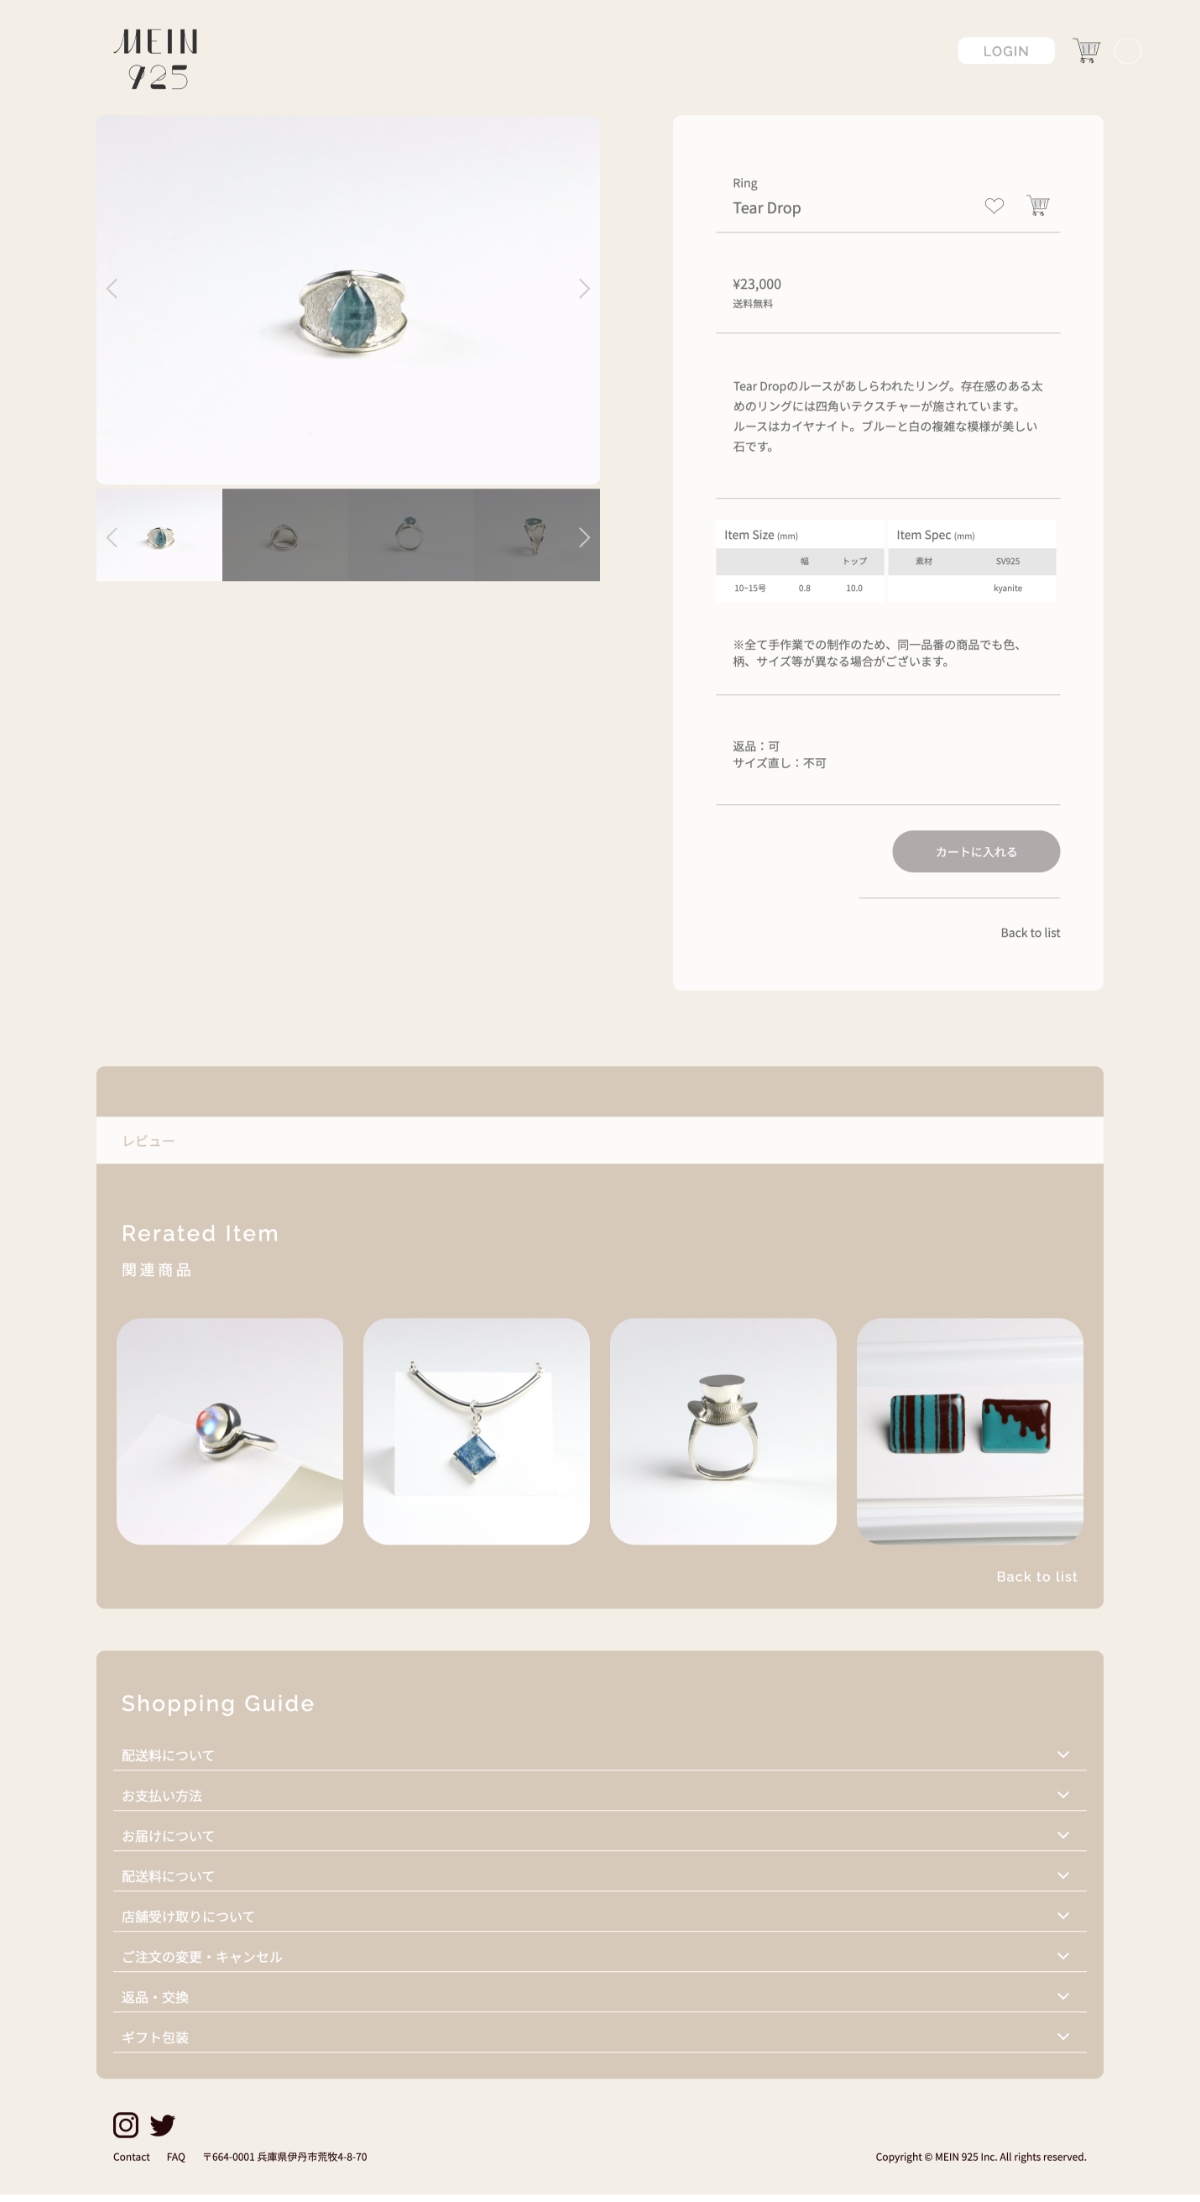 MEIN
925
LOGIN
Ring
Tear Drop
¥23,000
送料無料
Tear Dropのルースがあしらわれたリング。存在感のある太
めのリングには四角いテクスチャーが施されています。
ルースはカイヤナイト。ブルーと白の複雑な模様が美しい
石です。
Item Size (mm)
幅 トップ
10-15号 0.8 10.0
Item Spec (mm)
素材 SV925
kyanite
※全て手作業での制作のため、同一品番の商品でも色、
柄、サイズ等が異なる場合がございます。
返品：可
サイズ直し：不可
カートに入れる
Back to list
レビュー
Rerated Item
関連商品
Back to list
Shopping Guide
配送料について
お支払い方法
お届けについて
配送料について
店舗受け取りについて
ご注文の変更・キャンセル
返品・交換
ギフト包装
Contact FAQ 〒664-0001 兵庫県伊丹市荒牧4-8-70
Copyright © MEIN 925 Inc. All rights reserved.